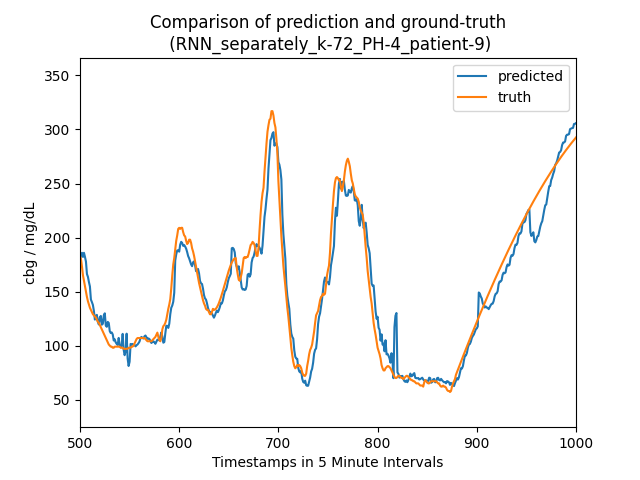 Comparison of prediction and ground-truth
(RNN_separately_k-72_PH-4_patient-9)
predicted
truth
350
300
250
200
150
100
50
cbg / mg/dL
500
600
700
800
900
1000
Timestamps in 5 Minute Intervals